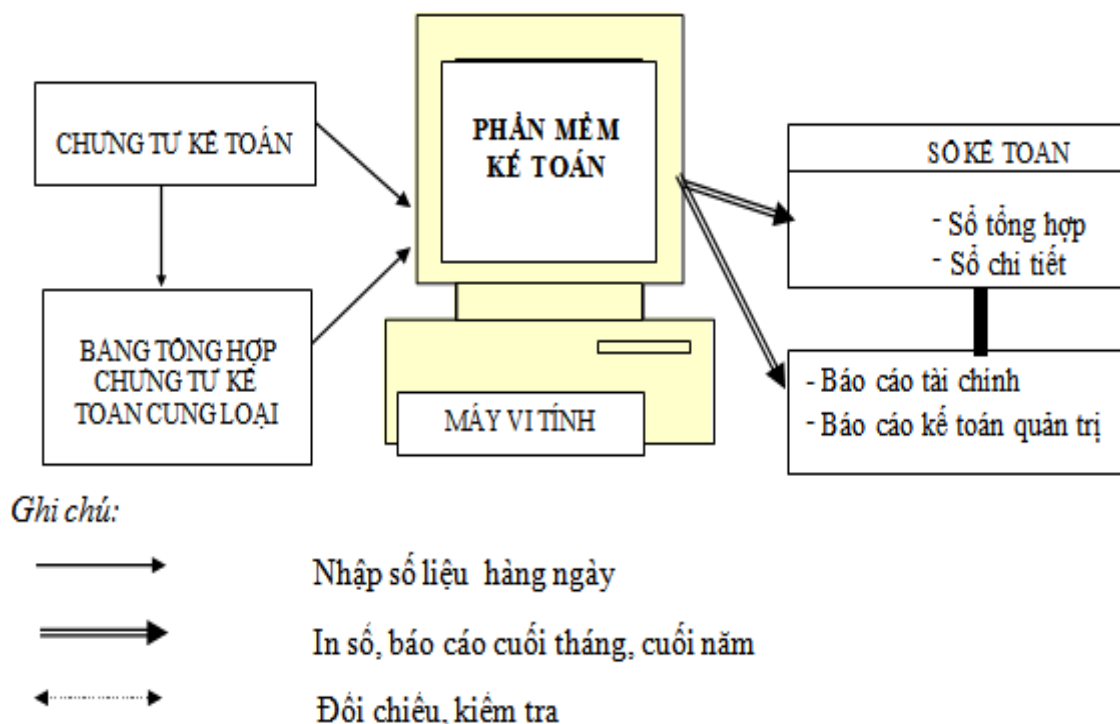 CHƯNG TƯ KẾ TOÁN
BANG TỔNG HỢP
CHƯNG TƯ KẾ
TOAN CUNG LOẠI
PHẦN MỀM
KẾ TOÁN
MÁY VI TÍNH
SỔ KẾ TOAN
- Sổ tổng hợp
- Sổ chi tiết
- Báo cáo tài chính
- Báo cáo kế toán quản trị
Ghi chú:
Nhập số liệu hàng ngày
In sổ, báo cáo cuối tháng, cuối năm
Đối chiếu, kiểm tra